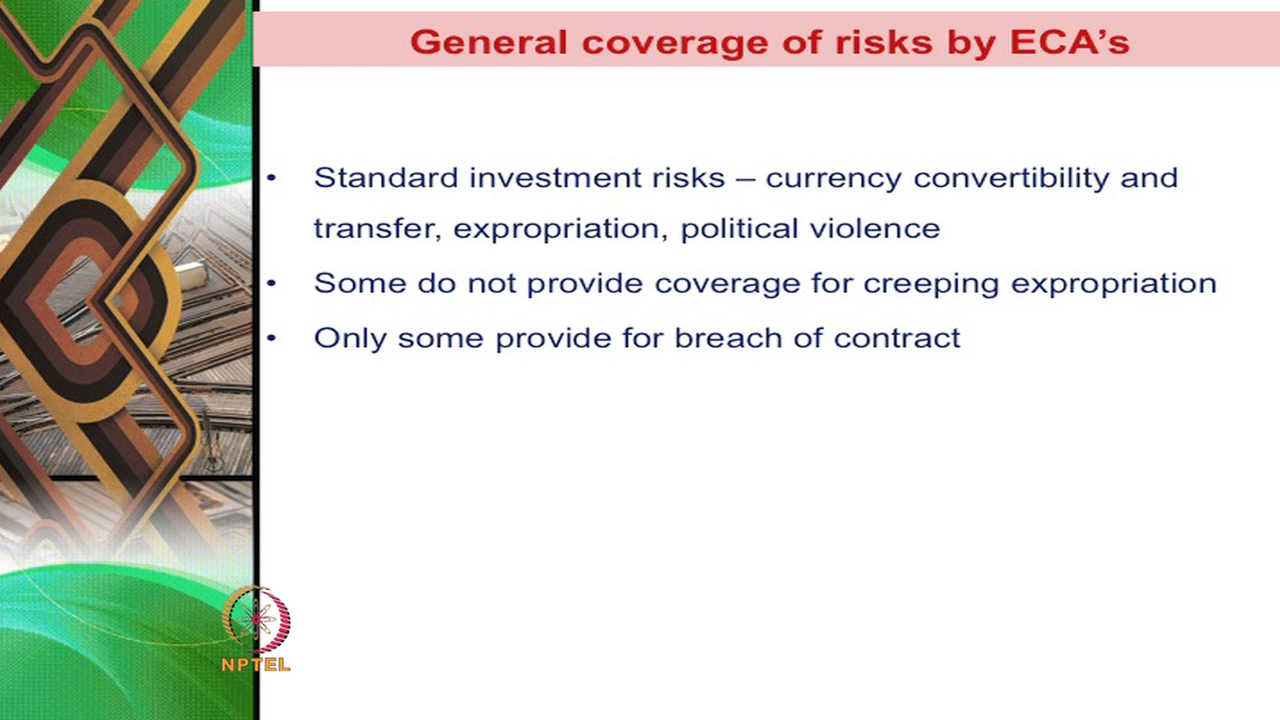 General coverage of risks by ECA’s
• Standard investment risks – currency convertibility and
transfer, expropriation, political violence
• Some do not provide coverage for creeping expropriation
• Only some provide for breach of contract
NPTEL